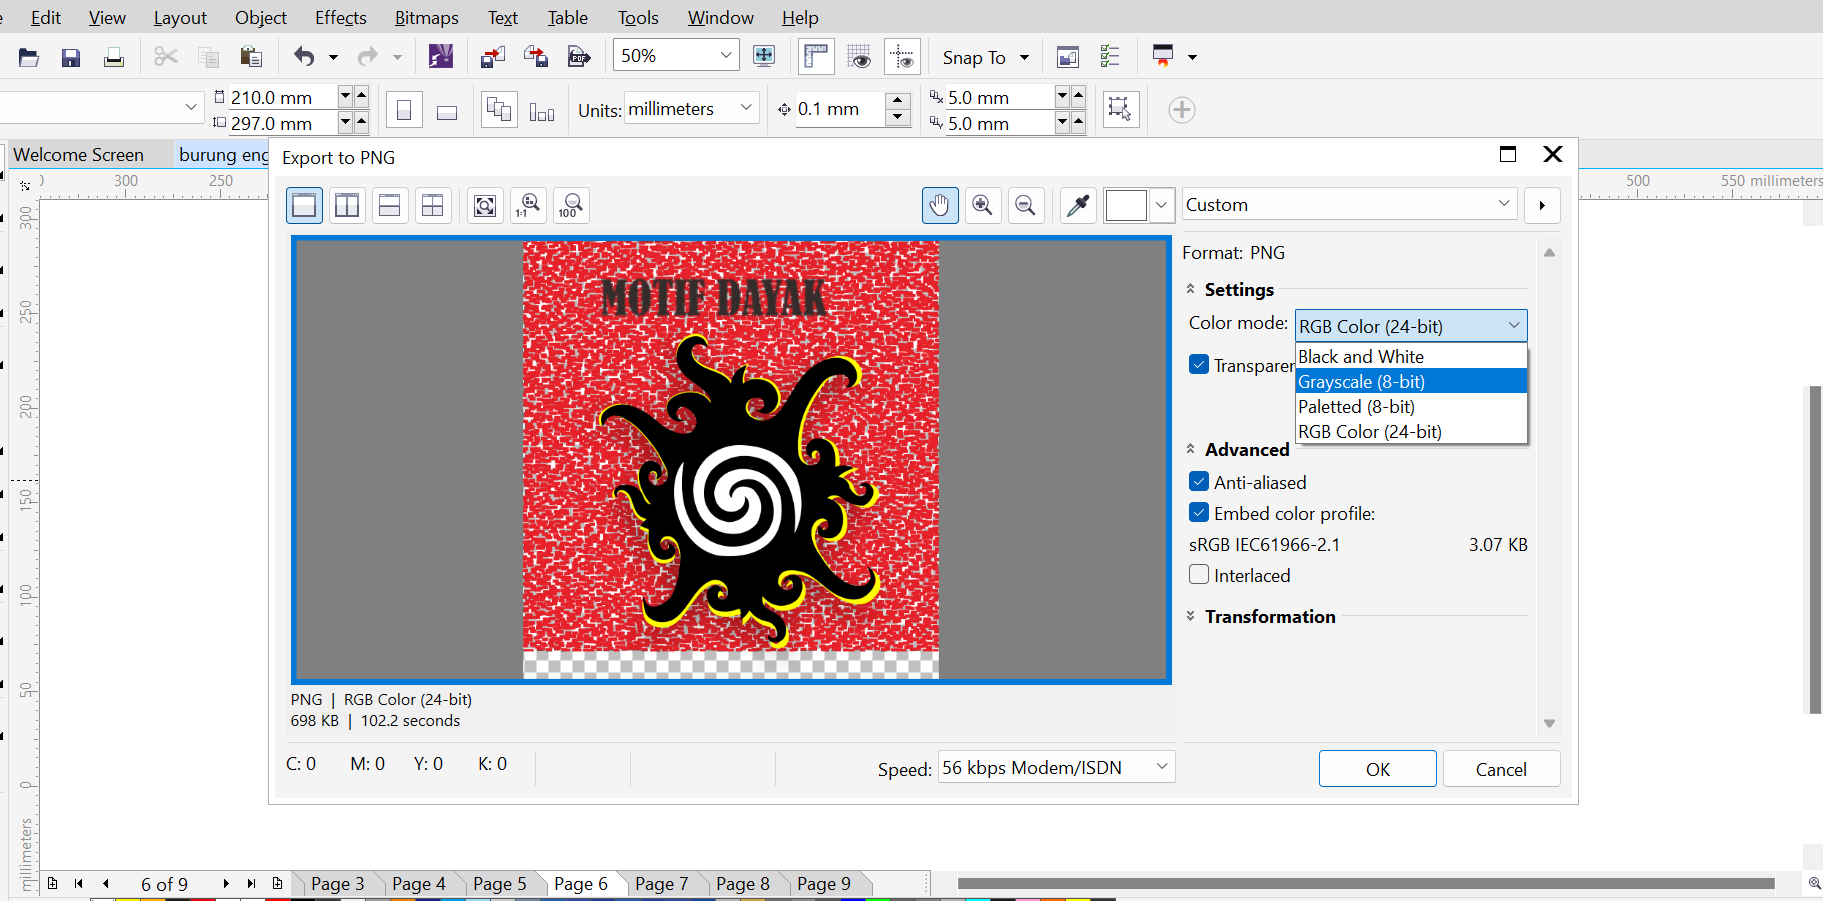 Edit View Layout Object Effects Bitmaps Text Table Tools Window Help
50% PDF Snap To
210.0 mm
297.0 mm
Units: millimeters 0.1 mm
5.0 mm
5.0 mm
Welcome Screen burung eng
Export to PNG
300 250 500 550 millimeters
1:1 100 Custom
Format: PNG
Settings
Color mode: RGB Color (24-bit)
Black and White
Transparen Grayscale (8-bit)
Paletted (8-bit)
RGB Color (24-bit)
Advanced
Anti-aliased
Embed color profile:
sRGB IEC61966-2.1 3.07 KB
Interlaced
Transformation
MOTIF DAYAK
PNG | RGB Color (24-bit)
698 KB | 102.2 seconds
C: 0 M: 0 Y: 0 K: 0
Speed: 56 kbps Modem/ISDN OK Cancel
300
250
200
150
100
50
0
millimeters
6 of 9 Page 3 Page 4 Page 5 Page 6 Page 7 Page 8 Page 9